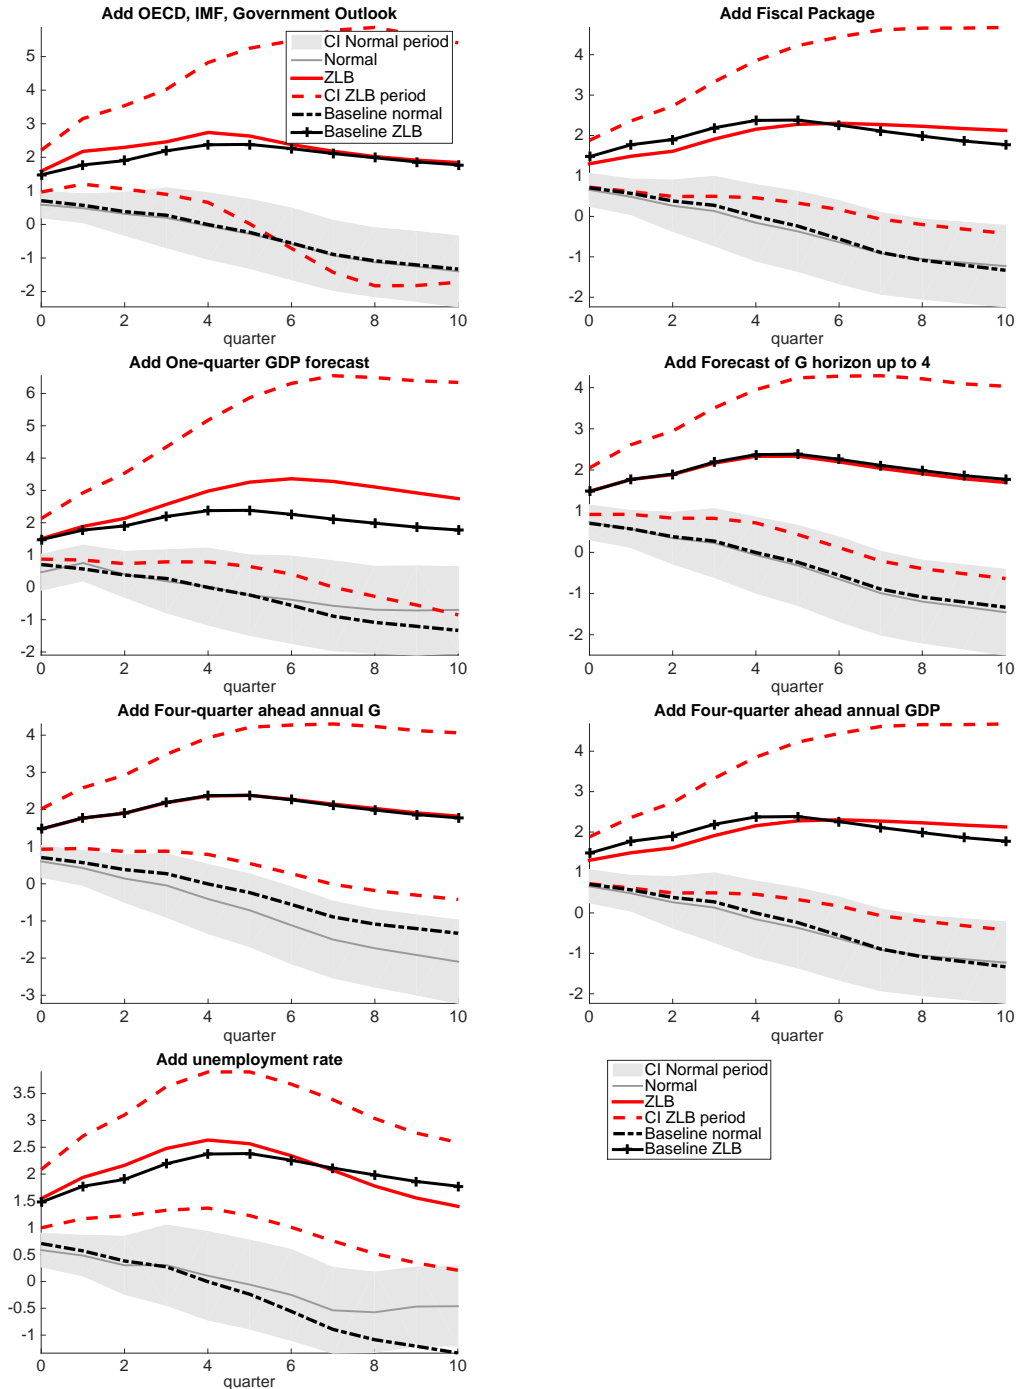 Add OECD, IMF, Government Outlook
5
4
3
2
1
0
-1
-2
0 2 4 6 8 10
quarter
CI Normal period
Normal
ZLB
CI ZLB period
Baseline normal
Baseline ZLB
Add Fiscal Package
4
3
2
1
0
-1
-2
0 2 4 6 8 10
quarter
Add One-quarter GDP forecast
6
5
4
3
2
1
0
-1
-2
0 2 4 6 8 10
quarter
Add Forecast of G horizon up to 4
4
3
2
1
0
-1
-2
0 2 4 6 8 10
quarter
Add Four-quarter ahead annual G
4
3
2
1
0
-1
-2
-3
0 2 4 6 8 10
quarter
Add Four-quarter ahead annual GDP
4
3
2
1
0
-1
-2
0 2 4 6 8 10
quarter
Add unemployment rate
3.5
3
2.5
2
1.5
1
0.5
0
-0.5
-1
0 2 4 6 8 10
quarter
CI Normal period
Normal
ZLB
CI ZLB period
Baseline normal
Baseline ZLB